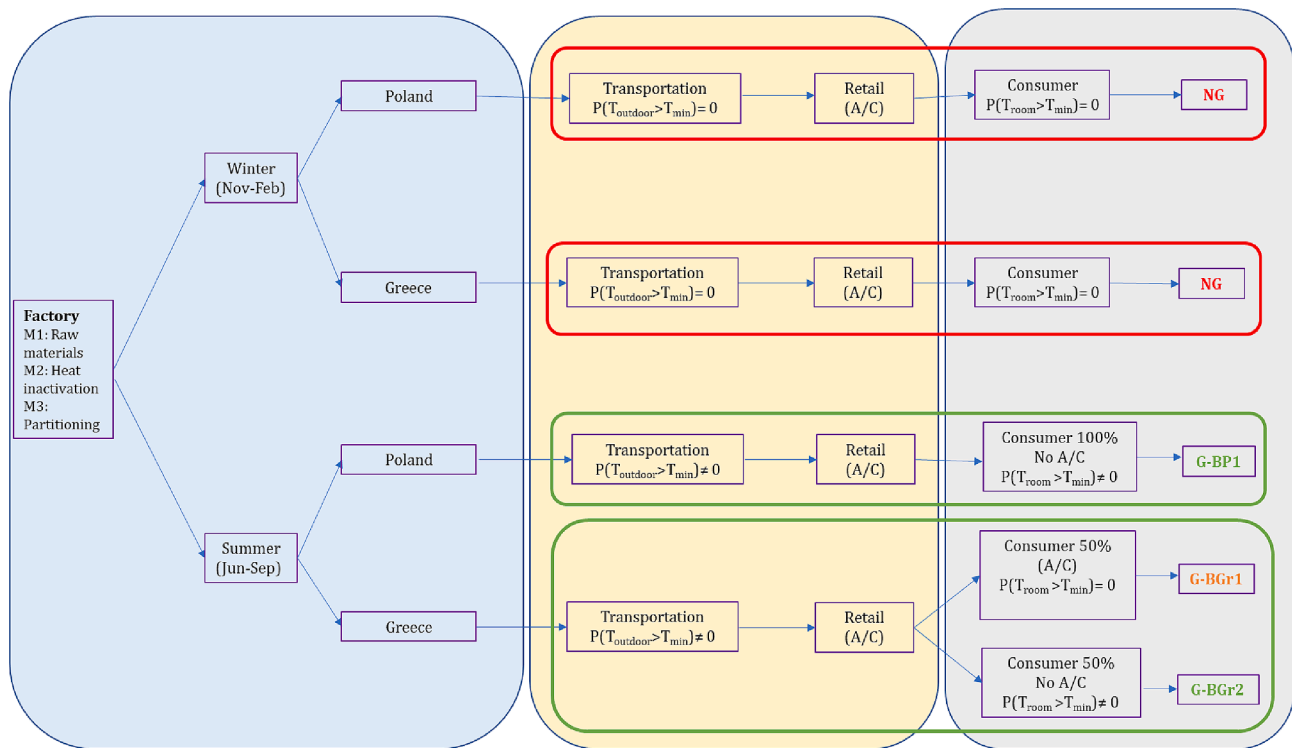 Factory
M1: Raw
materials
M2: Heat
inactivation
M3:
Partitioning
Winter
(Nov-Feb)
Summer
(Jun-Sep)
Poland
Transportation
P(Toutdoor>Tmin)= 0
Retail
(A/C)
Consumer
P(Troom>Tmin)= 0
NG
Greece
Transportation
P(Toutdoor>Tmin)= 0
Retail
(A/C)
Consumer
P(Troom>Tmin)= 0
NG
Poland
Transportation
P(Toutdoor>Tmin)≠ 0
Retail
(A/C)
Consumer 100%
No A/C
P(Troom >Tmin)≠ 0
G-BP1
Greece
Transportation
P(Toutdoor>Tmin)≠ 0
Retail
(A/C)
Consumer 50%
(A/C)
P(Troom >Tmin)= 0
G-BGr1
Consumer 50%
No A/C
P(Troom >Tmin)≠ 0
G-BGr2